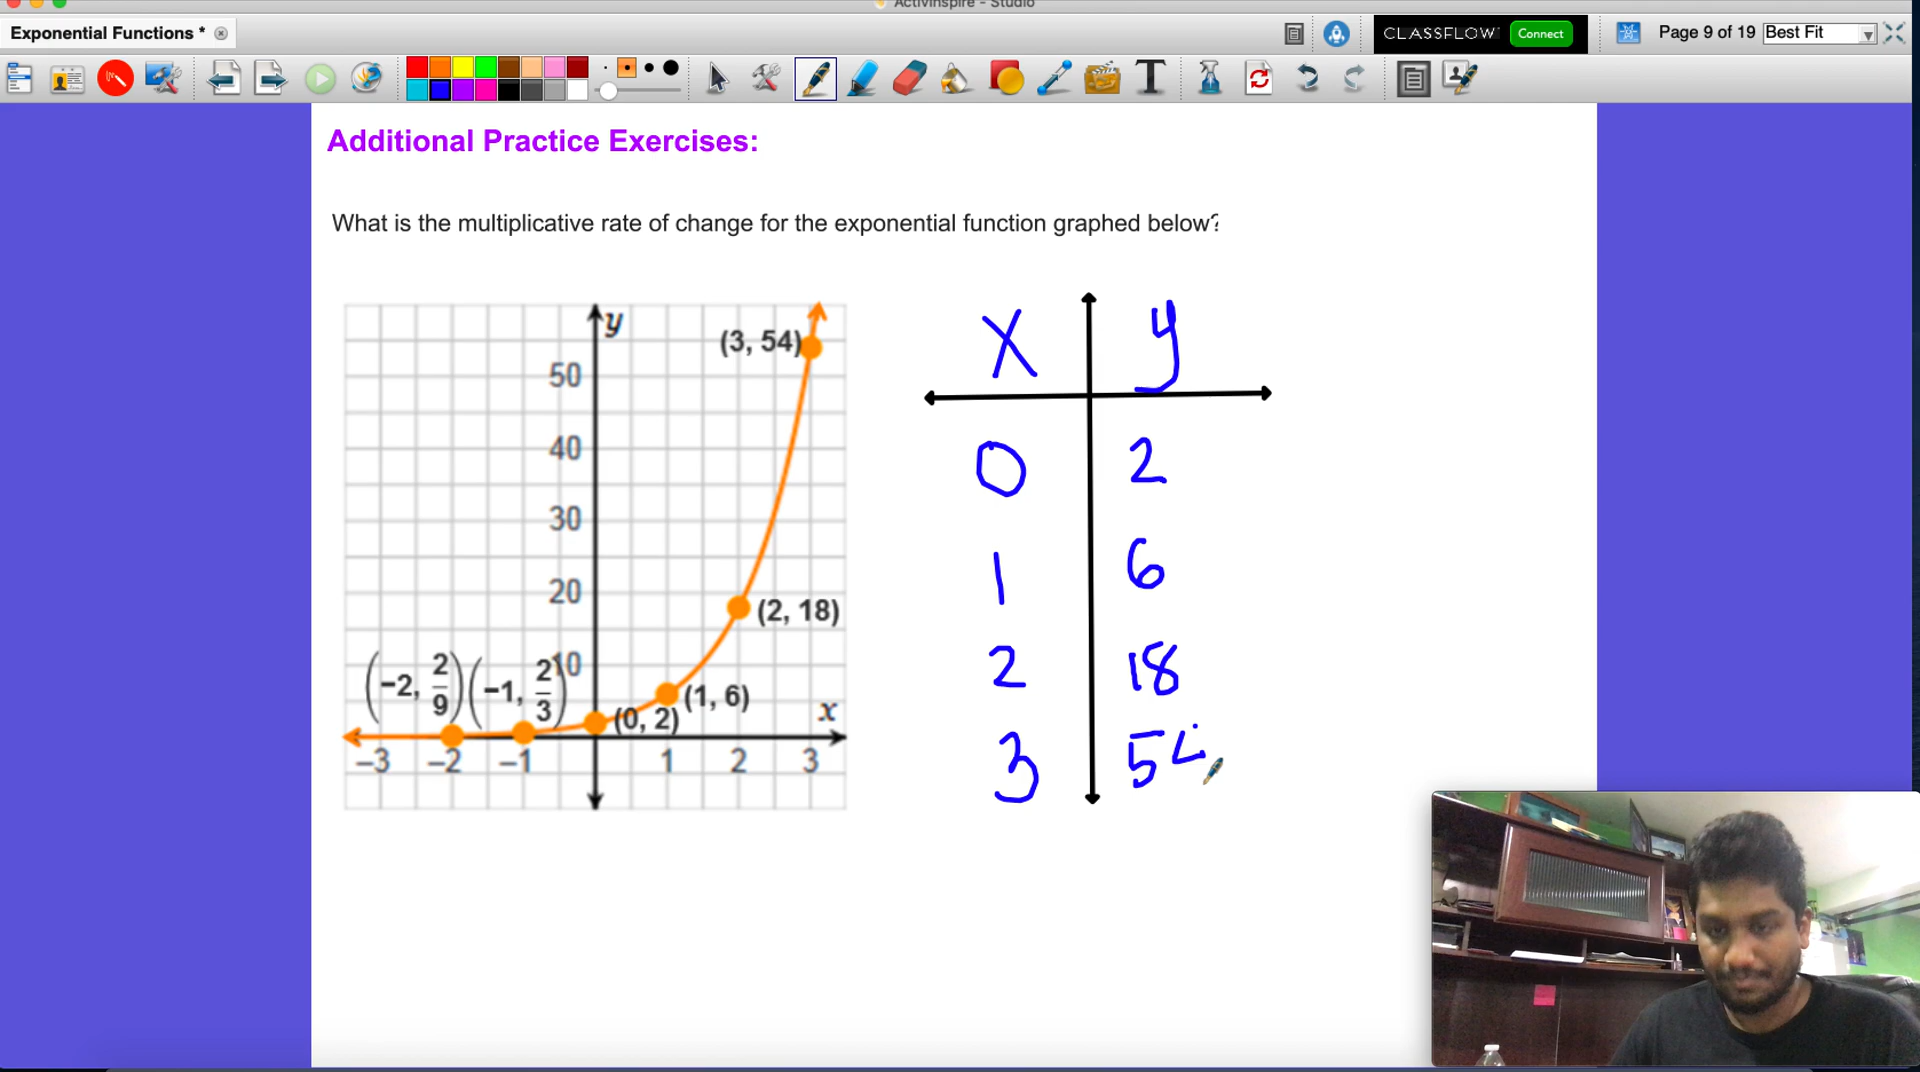 ActivInspire - Studio
Exponential Functions *
CLASSFLOW Connect
Page 9 of 19 Best Fit
T
Additional Practice Exercises:
What is the multiplicative rate of change for the exponential function graphed below?
y
(3, 54)
50
40
30
20
(2, 18)
10
(-2, 2/9) (-1, 2/3)
(1, 6)
(0, 2)
x
-3 -2 -1 1 2 3
X y
0 2
1 6
2 18
3 54